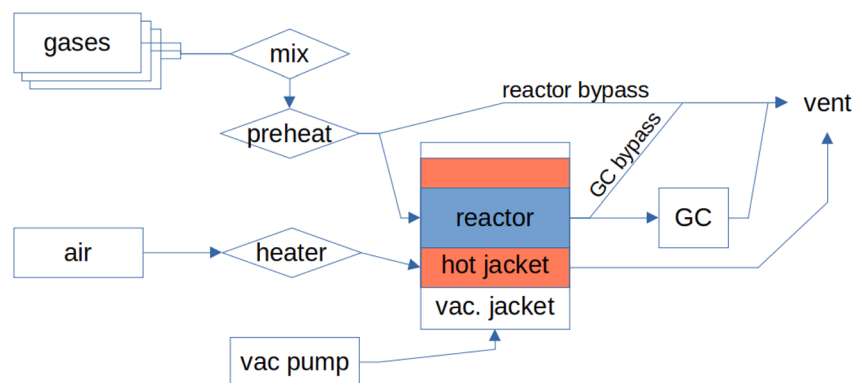 gases
mix
reactor bypass
vent
preheat
GC bypass
reactor
GC
air
heater
hot jacket
vac. jacket
vac pump